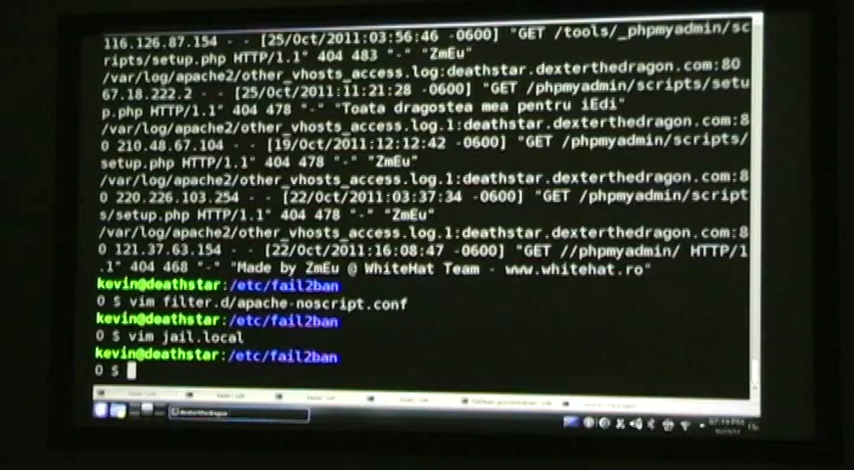 116.126.87.154 - - [25/Oct/2011:03:56:46 -0600] "GET /tools/_phpmyadmin/sc
ripts/setup.php HTTP/1.1" 404 483 "-" "ZmEu"
/var/log/apache2/other_vhosts_access.log:deathstar.dexterthedragon.com:80
67.18.222.2 - - [25/Oct/2011:11:21:28 -0600] "GET /phpmyadmin/scripts/setu
p.php HTTP/1.1" 404 478 "-" "Toata dragostea mea pentru iEdi"
/var/log/apache2/other_vhosts_access.log.1:deathstar.dexterthedragon.com:8
0 210.48.67.104 - - [19/Oct/2011:12:12:42 -0600] "GET /phpmyadmin/scripts/
setup.php HTTP/1.1" 404 478 "-" "ZmEu"
/var/log/apache2/other_vhosts_access.log.1:deathstar.dexterthedragon.com:8
0 220.226.103.254 - - [22/Oct/2011:03:37:34 -0600] "GET /phpmyadmin/script
s/setup.php HTTP/1.1" 404 478 "-" "ZmEu"
/var/log/apache2/other_vhosts_access.log.1:deathstar.dexterthedragon.com:8
0 121.37.63.154 - - [22/Oct/2011:16:08:47 -0600] "GET //phpmyadmin/ HTTP/1
.1" 404 468 "-" "Made by ZmEu @ WhiteHat Team - www.whitehat.ro"
kevin@deathstar:/etc/fail2ban
0 $ vim filter.d/apache-noscript.conf
kevin@deathstar:/etc/fail2ban
0 $ vim jail.local
kevin@deathstar:/etc/fail2ban
0 $